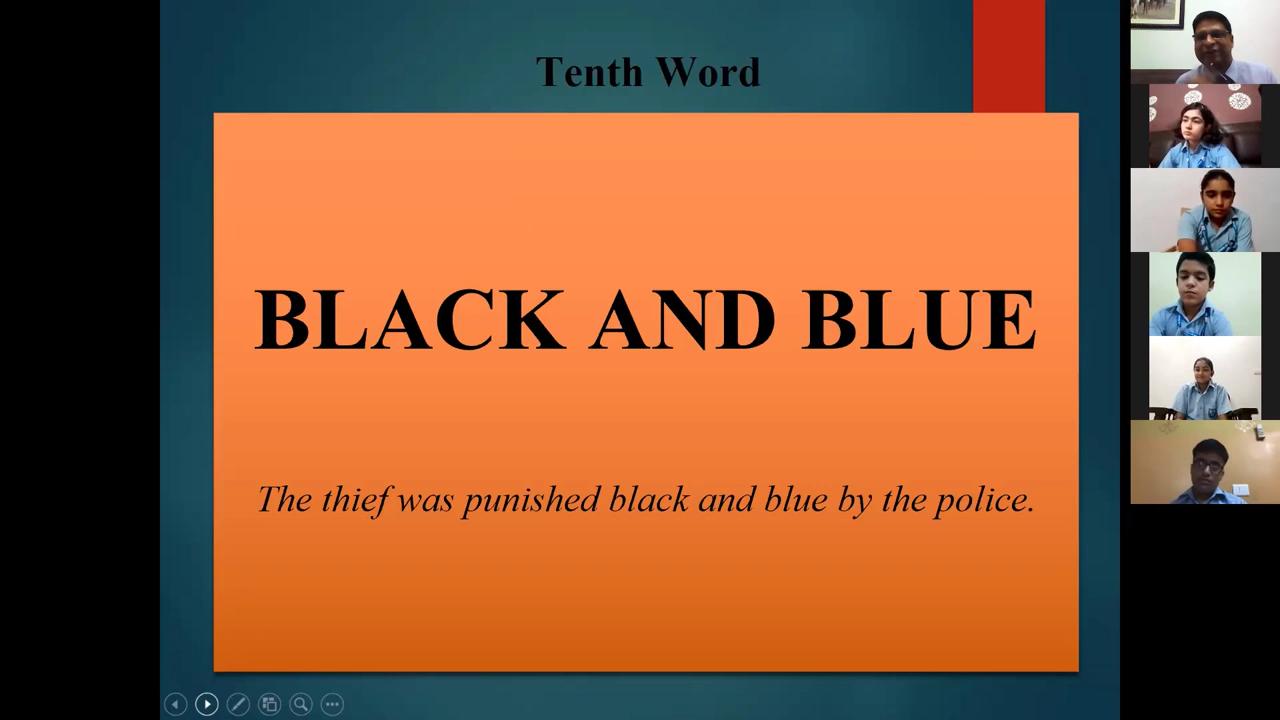 Tenth Word
BLACK AND BLUE
The thief was punished black and blue by the police.